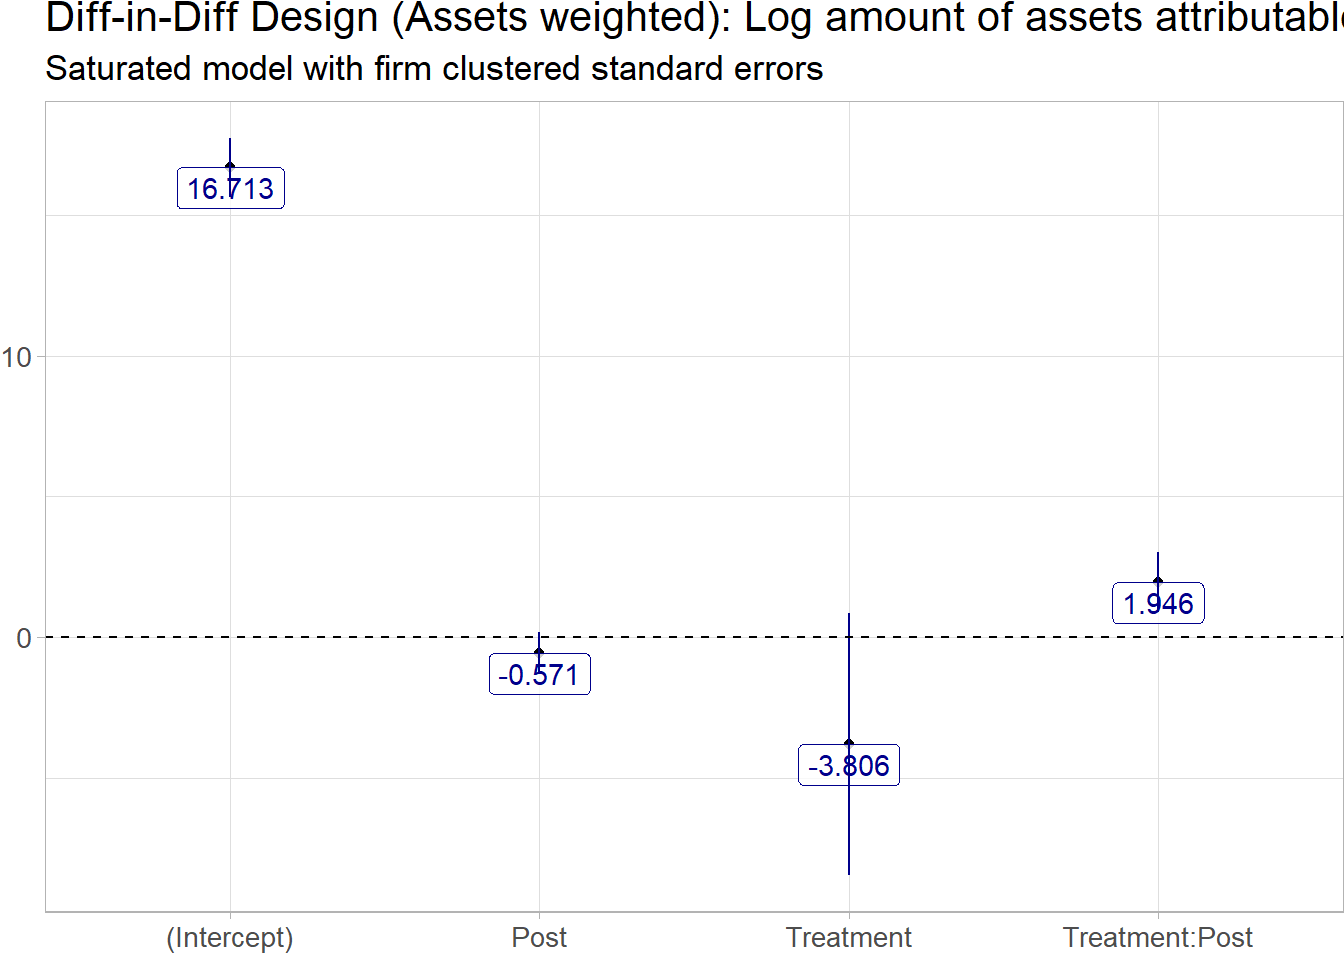 Diff-in-Diff Design (Assets weighted): Log amount of assets
Saturated model with firm clustered standard errors
16.713
10
1.946
0
-0.571
-3.806
(Intercept) Post Treatment Treatment:Post